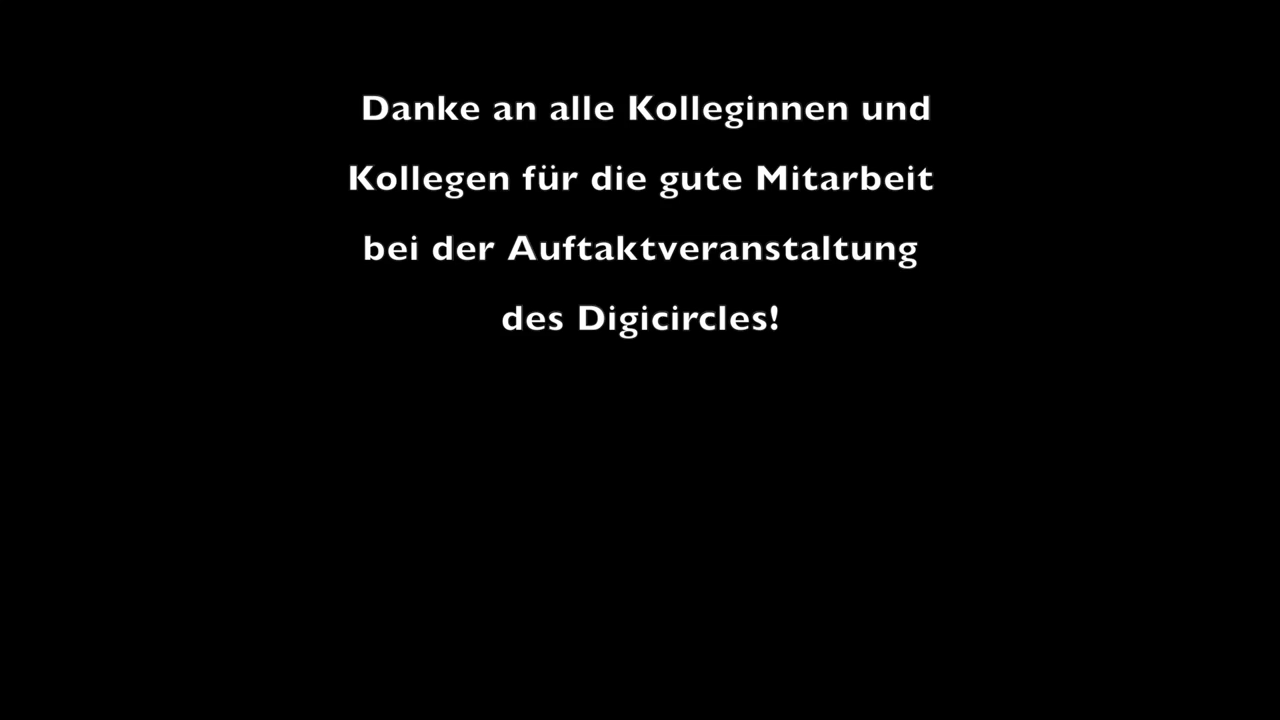 Danke an alle Kolleginnen und
Kollegen für die gute Mitarbeit
bei der Auftaktveranstaltung
des Digicircles!